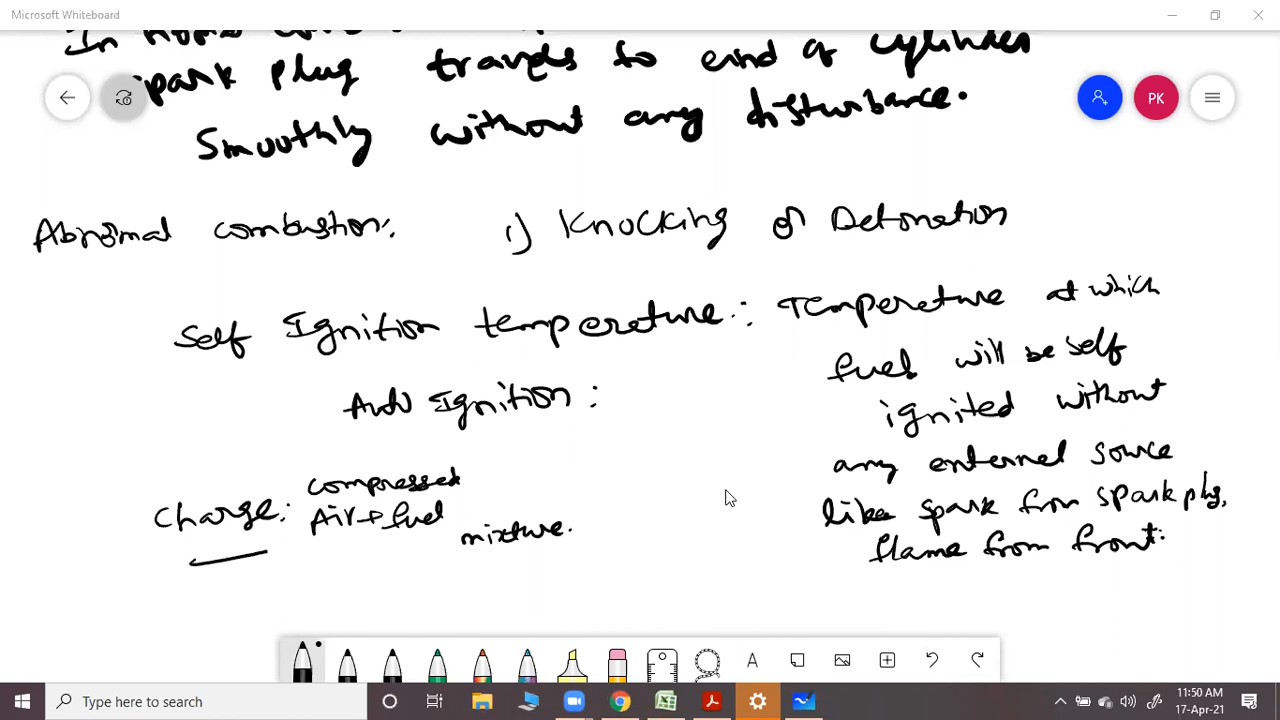 Microsoft Whiteboard
In
spark plug travels to end of cylinder
PK
Smoothly without any disturbance.
Abnormal combustion: 1) Knocking or Detonation
Self Ignition temperature: Temperature at which
fuel will be self
ignited without
any external source
like spark from spark plug,
flame from front.
Auto Ignition:
Charge: compressed
Air + fuel
mixture.
A
Type here to search
11:50 AM
17-Apr-21